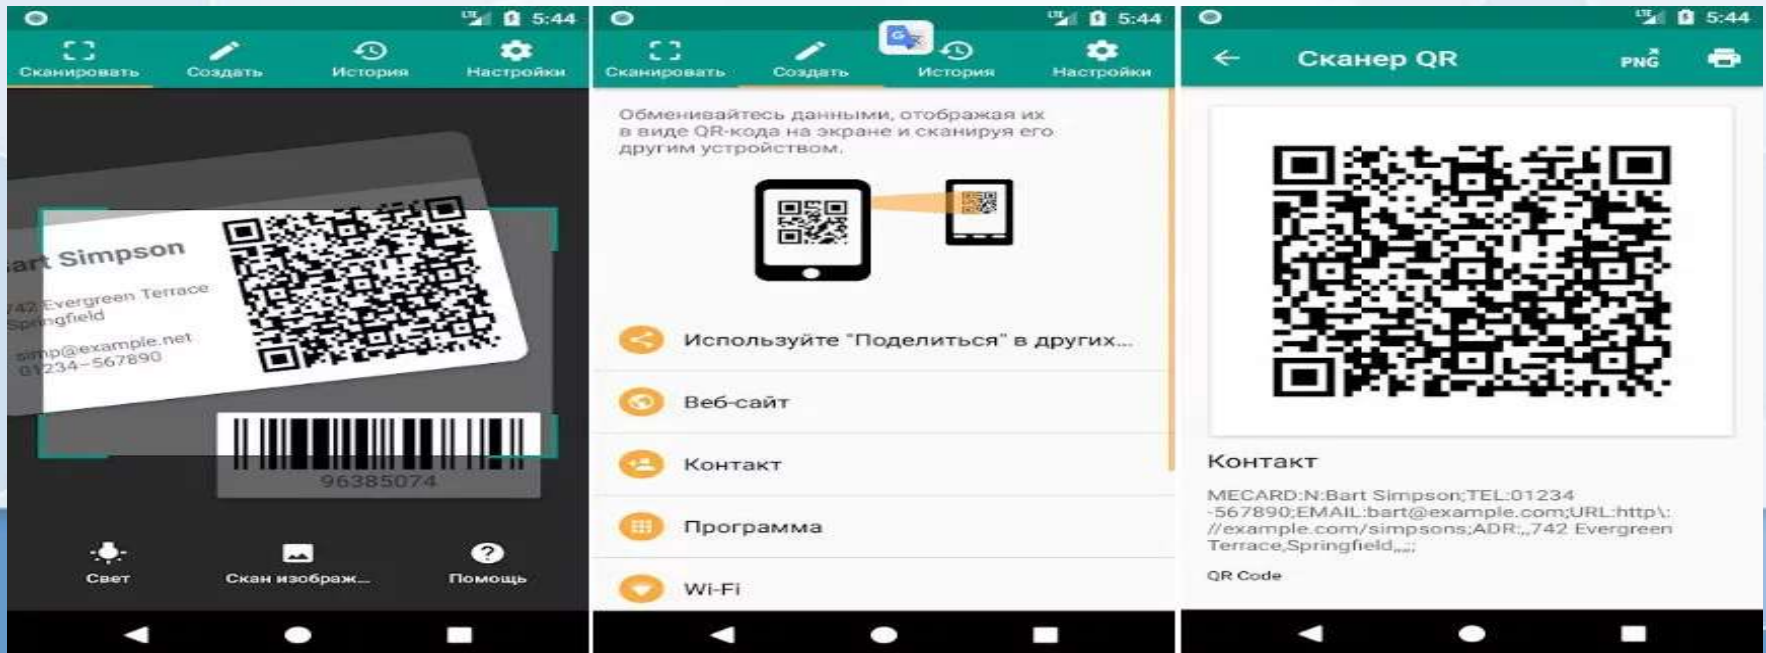 LTE 5:44
Сканировать Создать История Настройки
art Simpson
742 Evergreen Terrace
Springfield
simp@example.net
01234-567890
96385074
Свет Скан изображ... Помощь
LTE 5:44
Сканировать Создать История Настройки
Обменивайтесь данными, отображая их
в виде QR-кода на экране и сканируя его
другим устройством.
Используйте "Поделиться" в других...
Веб-сайт
Контакт
Программа
Wi-Fi
LTE 5:44
Сканер QR PNG
Контакт
MECARD:N:Bart Simpson;TEL:01234
-567890;EMAIL:bart@example.com;URL:http\:
//example.com/simpsons;ADR:,,742 Evergreen
Terrace,Springfield,,,,;;
QR Code